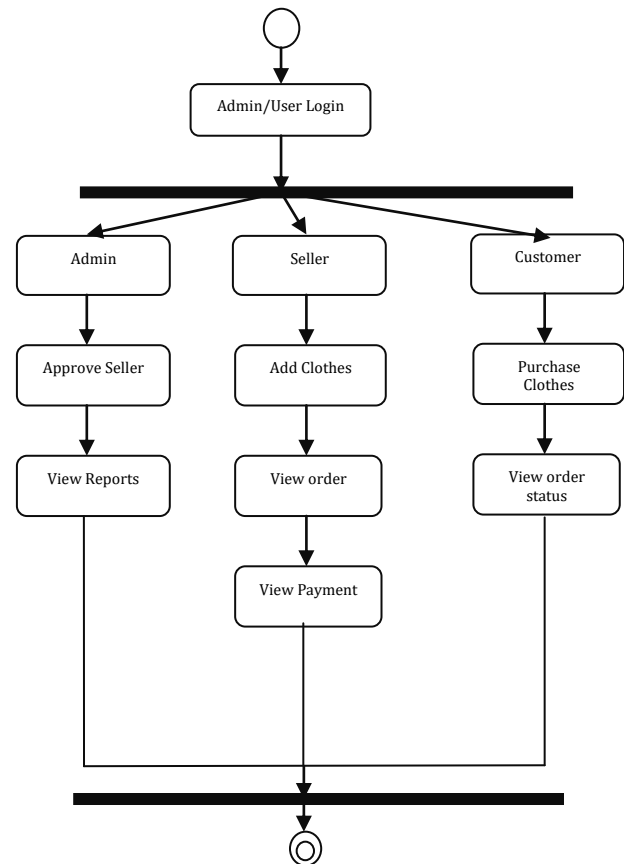 Admin/User Login
Admin
Seller
Customer
Approve Seller
Add Clothes
Purchase
Clothes
View Reports
View order
View order
status
View Payment